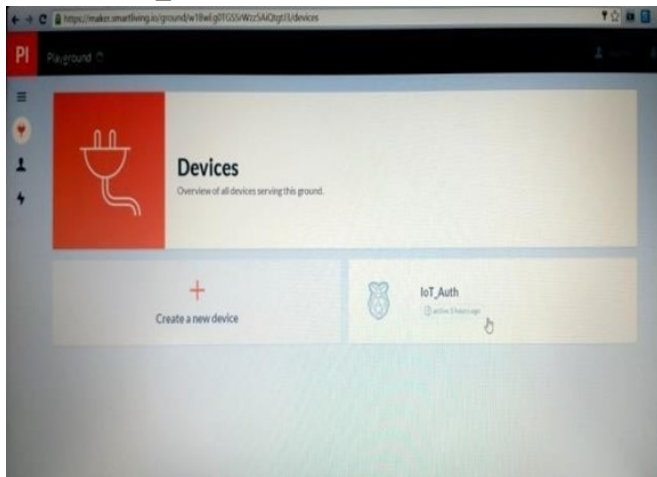 PI
Playground
Devices
Overview of all devices serving this ground.
Create a new device
IoT_Auth